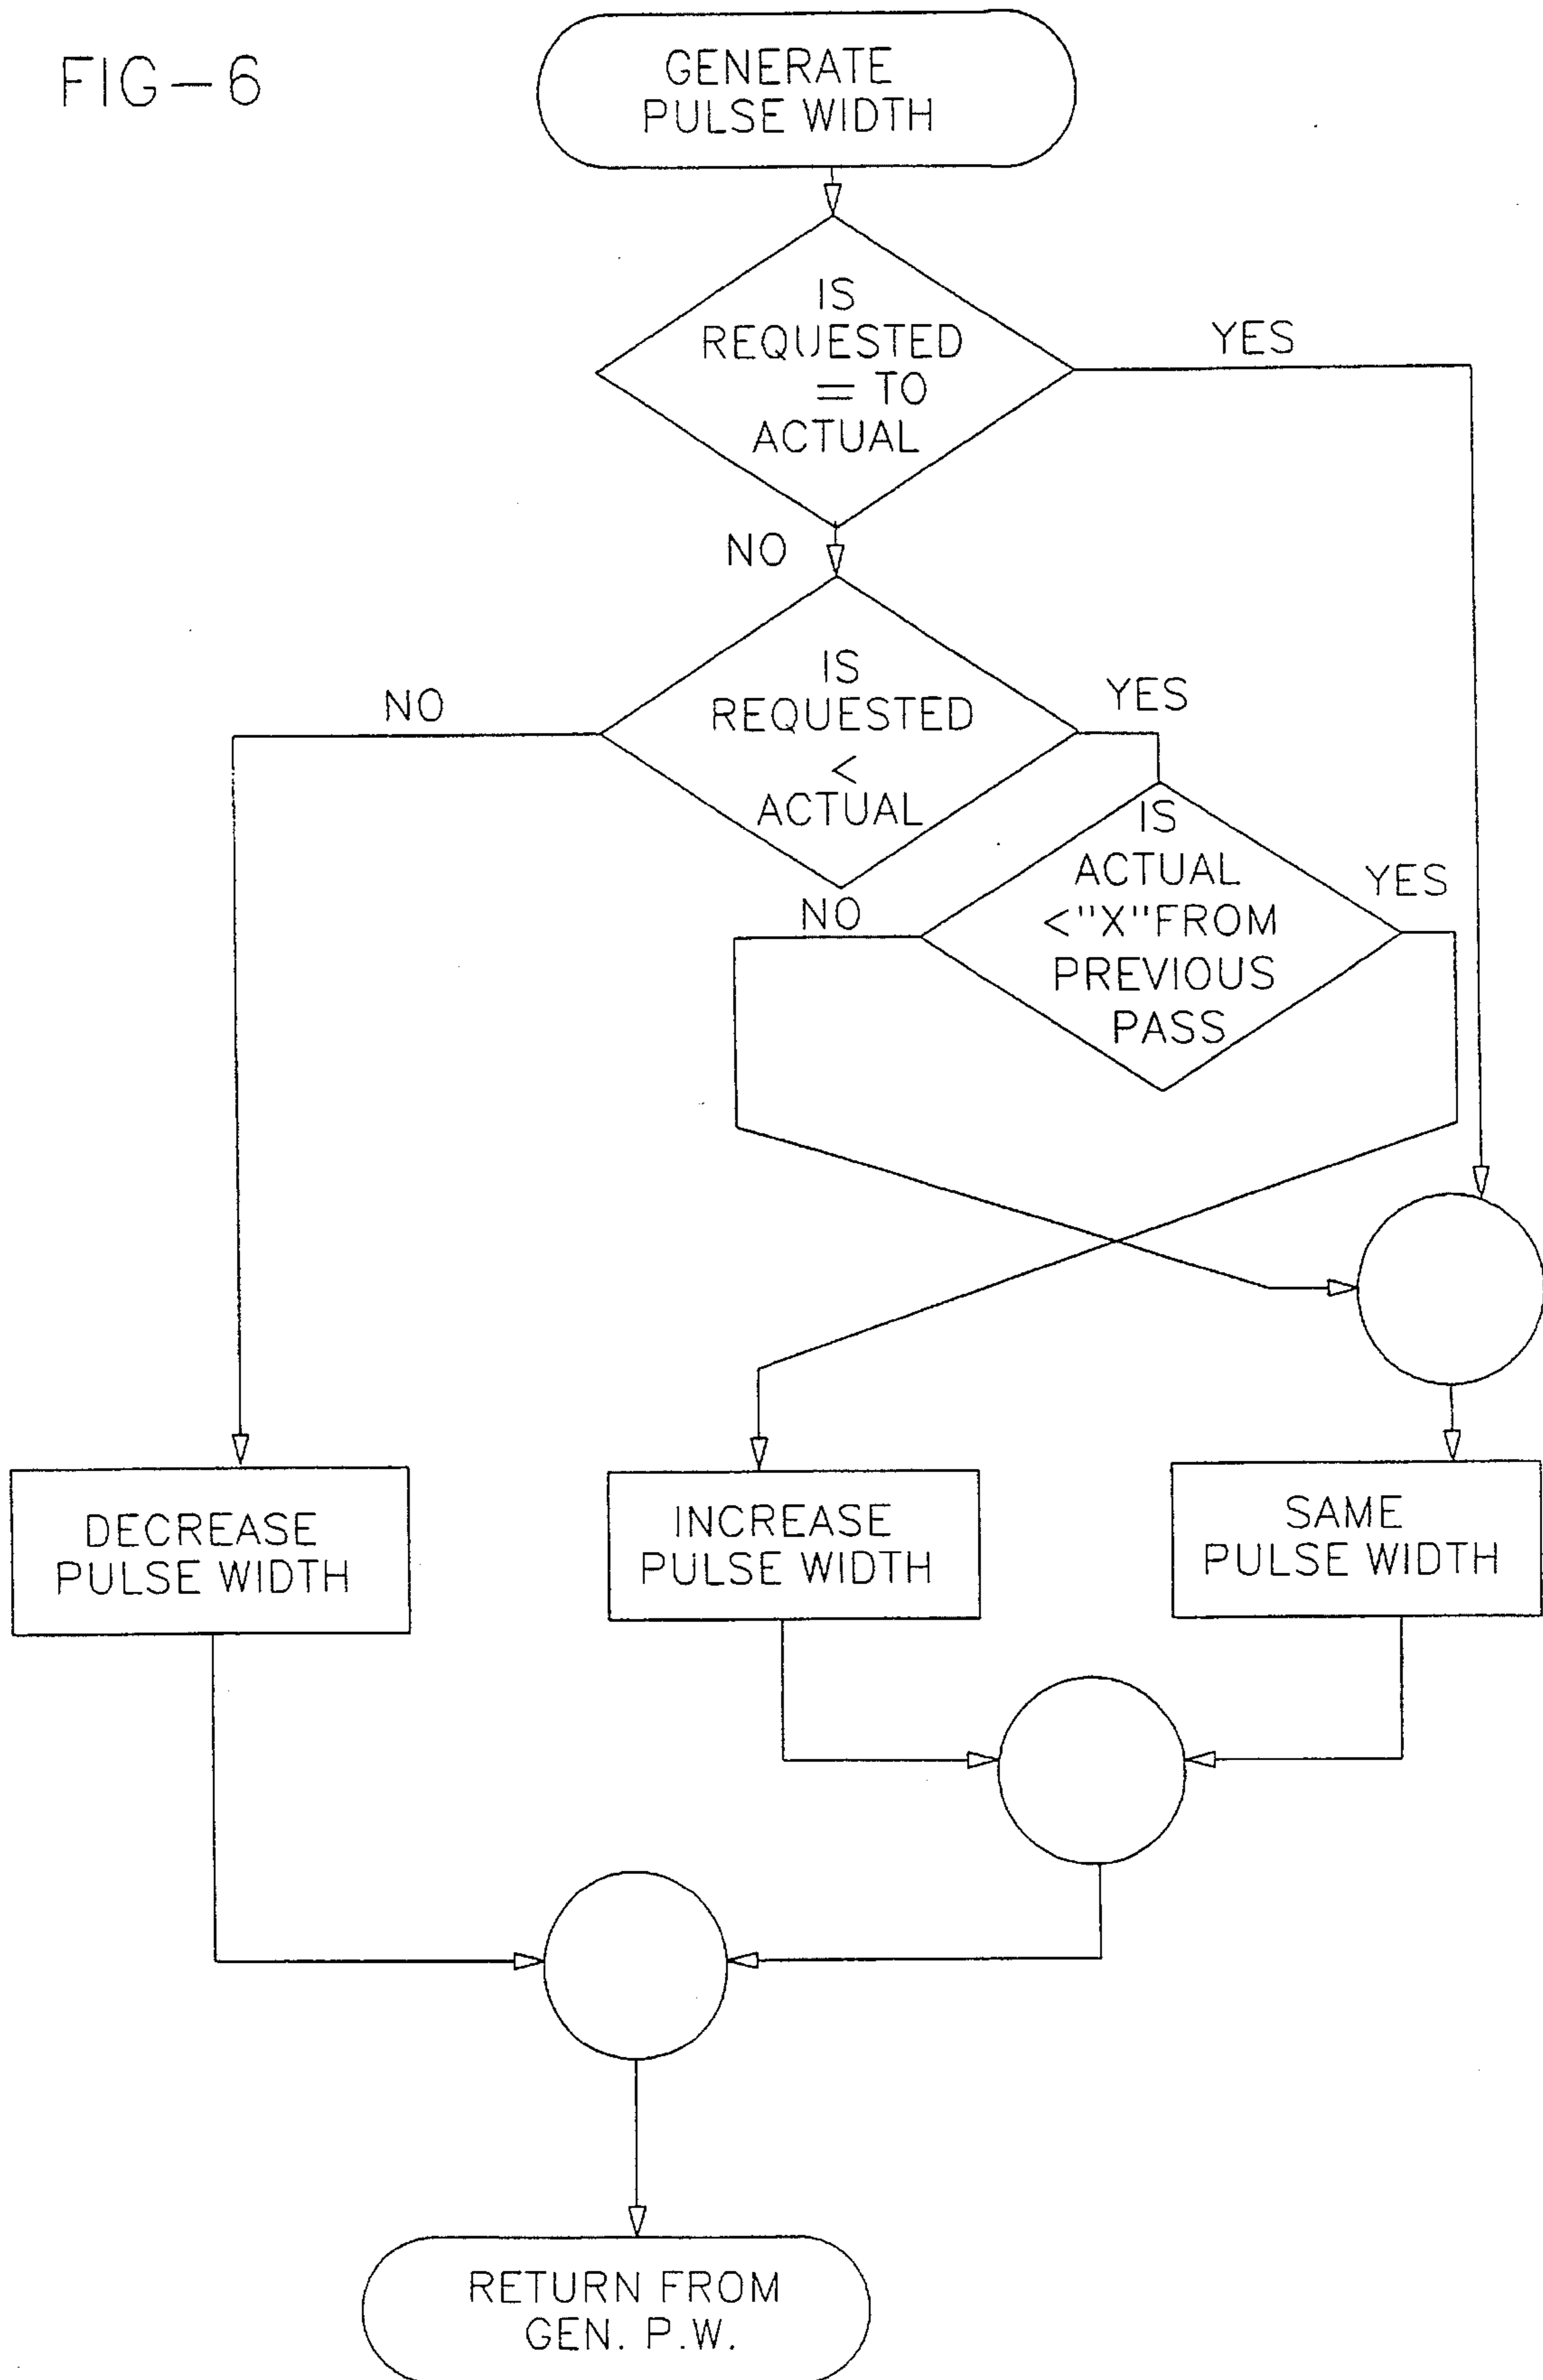 FIG-6
GENERATE
PULSE WIDTH
IS
REQUESTED
= TO
ACTUAL
YES
NO
IS
REQUESTED
<
ACTUAL
NO
YES
IS
ACTUAL
<"X"FROM
PREVIOUS
PASS
NO
YES
DECREASE
PULSE WIDTH
INCREASE
PULSE WIDTH
SAME
PULSE WIDTH
RETURN FROM
GEN. P.W.